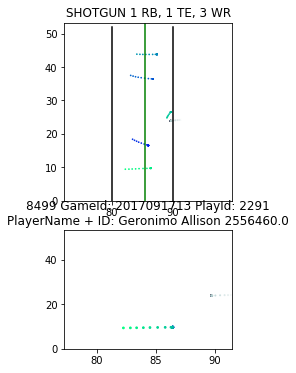 SHOTGUN 1 RB, 1 TE, 3 WR
50
40
30
20
10
0
80 90
8499 GameId: 2017091713 PlayId: 2291
PlayerName + ID: Geronimo Allison 2556460.0
40
20
0
80 85 90